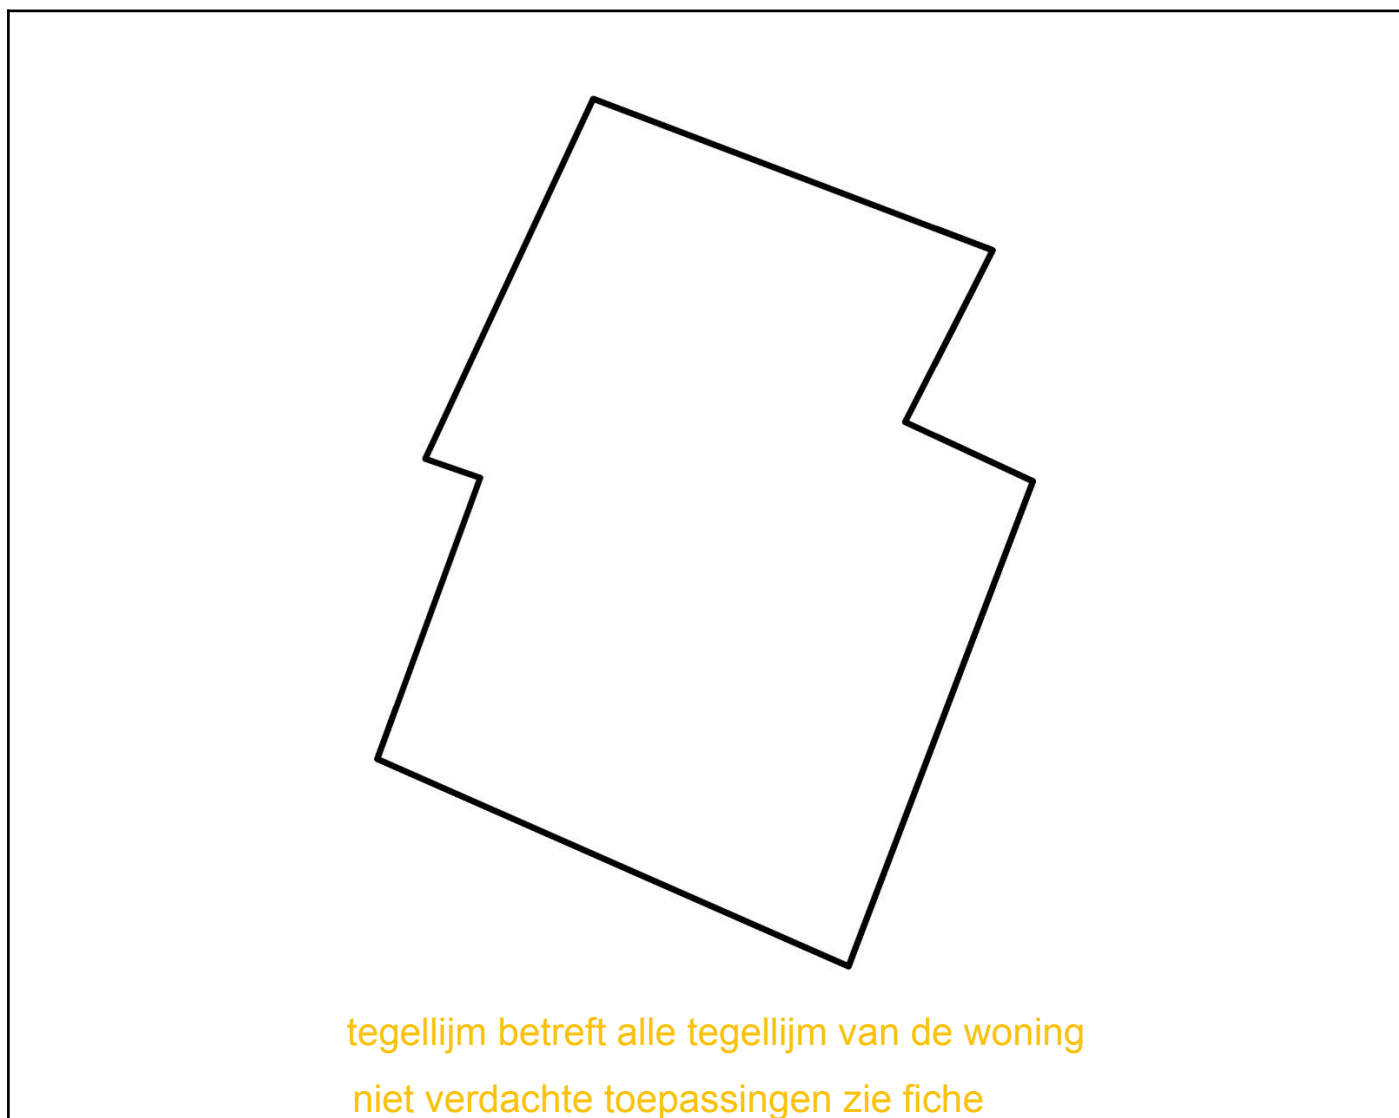 tegellijm betreft alle tegellijm van de woning
niet verdachte toepassingen zie fiche